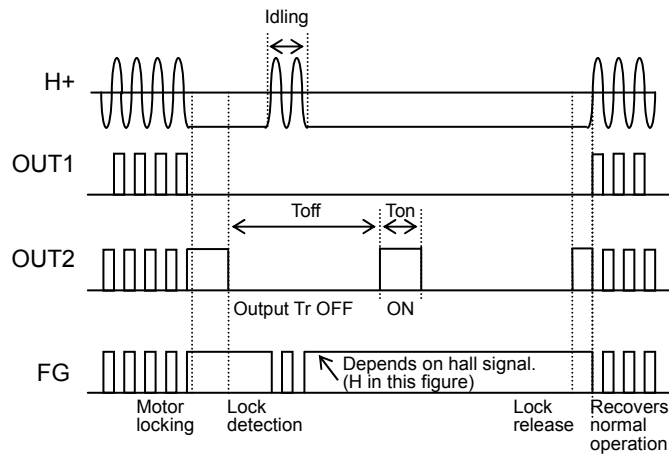 Idling
H+
OUT1
Toff
Ton
OUT2
Output Tr OFF
ON
FG
Depends on hall signal.
(H in this figure)
Motor
locking
Lock
detection
Lock
release
Recovers
normal
operation